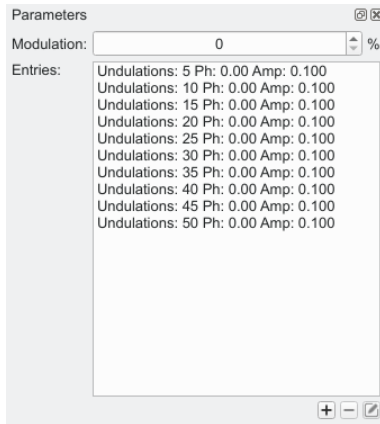 Parameters
Modulation: 0 %
Entries:
Undulations: 5 Ph: 0.00 Amp: 0.100
Undulations: 10 Ph: 0.00 Amp: 0.100
Undulations: 15 Ph: 0.00 Amp: 0.100
Undulations: 20 Ph: 0.00 Amp: 0.100
Undulations: 25 Ph: 0.00 Amp: 0.100
Undulations: 30 Ph: 0.00 Amp: 0.100
Undulations: 35 Ph: 0.00 Amp: 0.100
Undulations: 40 Ph: 0.00 Amp: 0.100
Undulations: 45 Ph: 0.00 Amp: 0.100
Undulations: 50 Ph: 0.00 Amp: 0.100